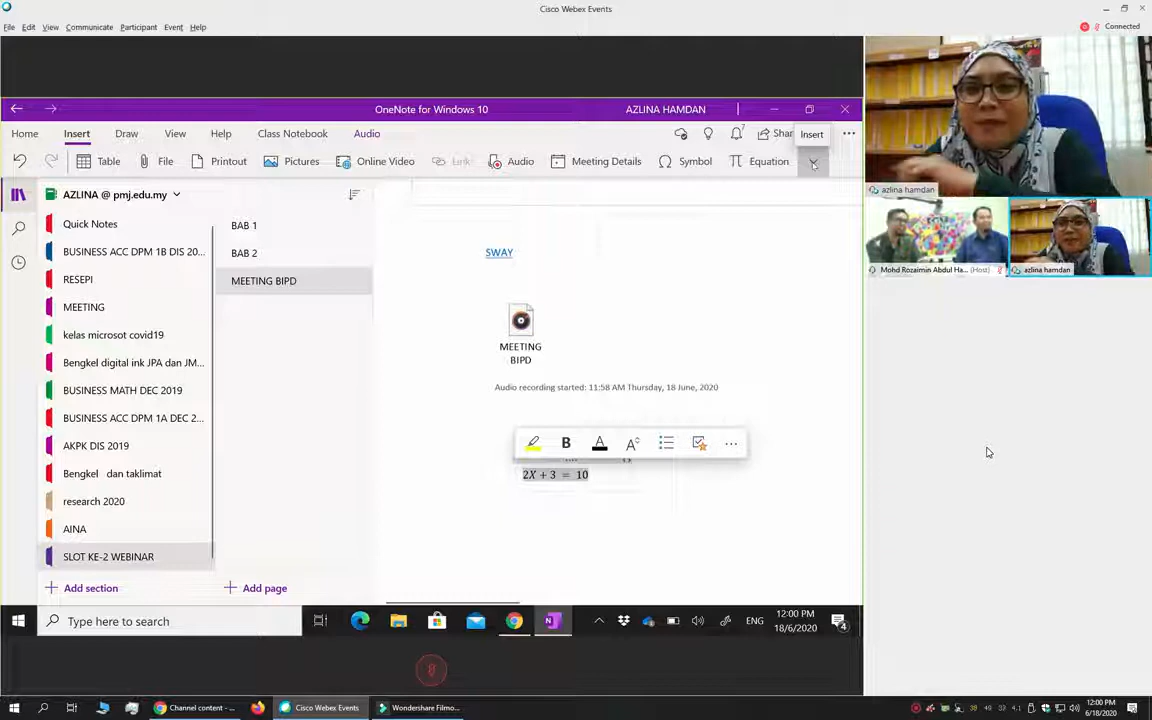 Cisco Webex Events
File Edit View Communicate Participant Event Help
Connected
OneNote for Windows 10
AZLINA HAMDAN
Home Insert Draw View Help Class Notebook Audio
Shar
Insert
Table File Printout Pictures Online Video Link Audio Meeting Details Symbol Equation
AZLINA @ pmj.edu.my
Quick Notes
BUSINESS ACC DPM 1B DIS 20...
RESEPI
MEETING
kelas microsot covid19
Bengkel digital ink JPA dan JM...
BUSINESS MATH DEC 2019
BUSINESS ACC DPM 1A DEC 2...
AKPK DIS 2019
Bengkel dan taklimat
research 2020
AINA
SLOT KE-2 WEBINAR
Add section
BAB 1
BAB 2
MEETING BIPD
Add page
SWAY
MEETING
BIPD
Audio recording started: 11:58 AM Thursday, 18 June, 2020
B A A
2X + 3 = 10
azlina hamdan
Mohd Rozaimin Abdul Ha... (Host)
azlina hamdan
Type here to search
ENG
12:00 PM
18/6/2020
4
Channel content - ...
Cisco Webex Events
Wondershare Filmo...
12:00 PM
6/18/2020